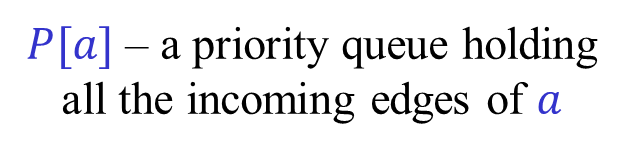 P[a] – a priority queue holding
all the incoming edges of a